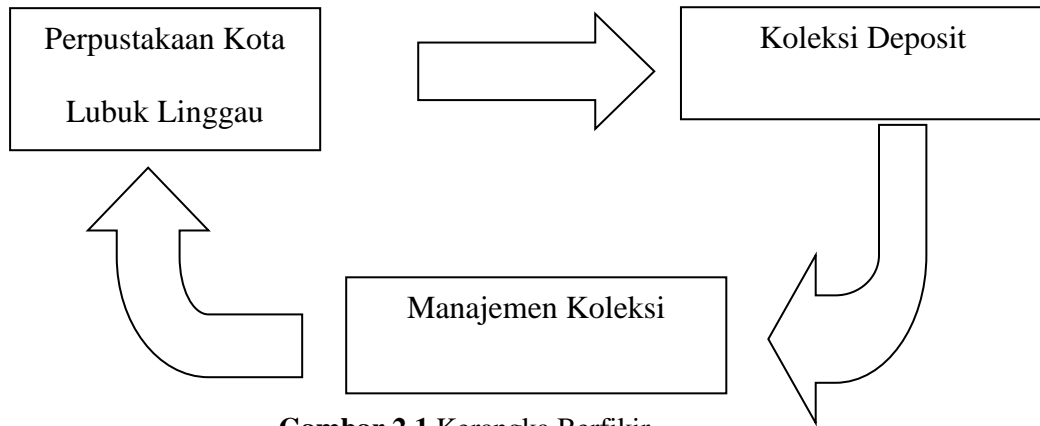 Perpustakaan Kota
Lubuk Linggau
Koleksi Deposit
Manajemen Koleksi
Gambar 2.1 Kerangka Berfikir